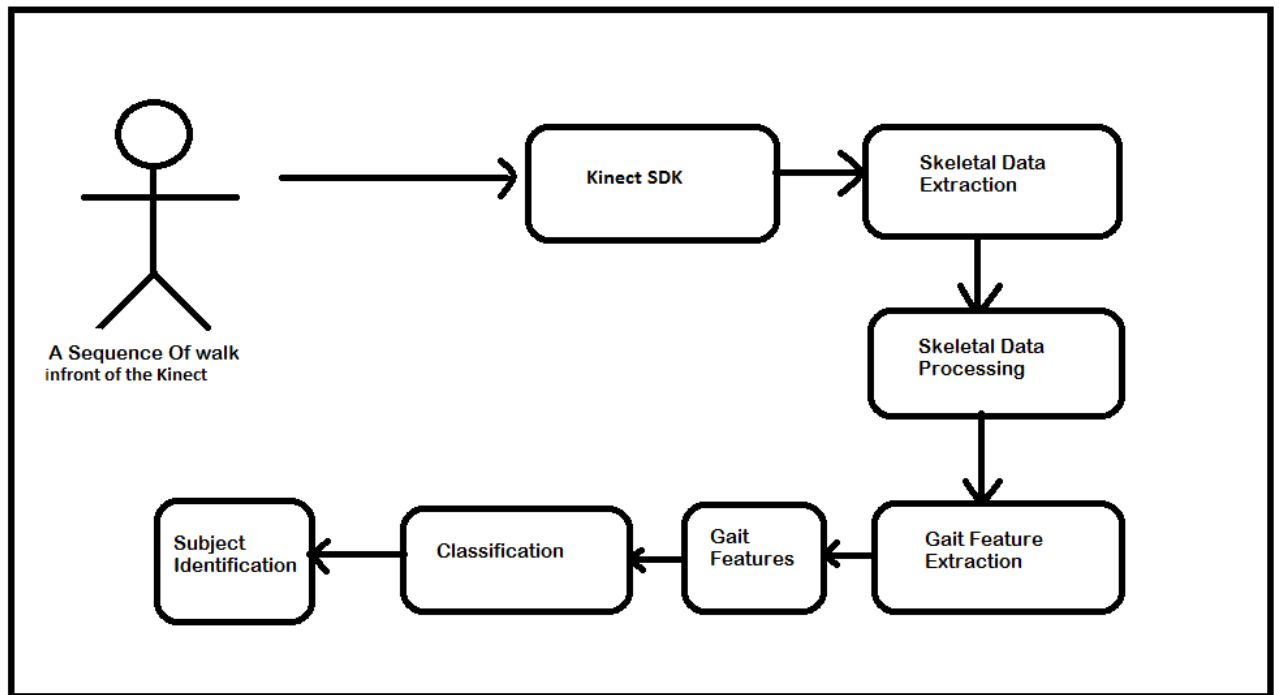 A Sequence Of walk
infront of the Kinect
Kinect SDK
Skeletal Data
Extraction
Skeletal Data
Processing
Gait Feature
Extraction
Gait
Features
Classification
Subject
Identification